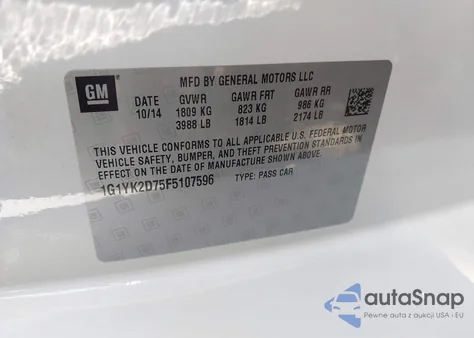 GM
MFD BY GENERAL MOTORS LLC
DATE GVWR GAWR FRT GAWR RR
10/14 1809 KG 823 KG 986 KG
3988 LB 1814 LB 2174 LB
THIS VEHICLE CONFORMS TO ALL APPLICABLE U.S. FEDERAL MOTOR
VEHICLE SAFETY, BUMPER, AND THEFT PREVENTION STANDARDS IN
EFFECT ON THE DATE OF MANUFACTURE SHOWN ABOVE.
1G1YK2D75F5107596 TYPE: PASS CAR
autoSnap
Pewne auta z aukcji USA - EU